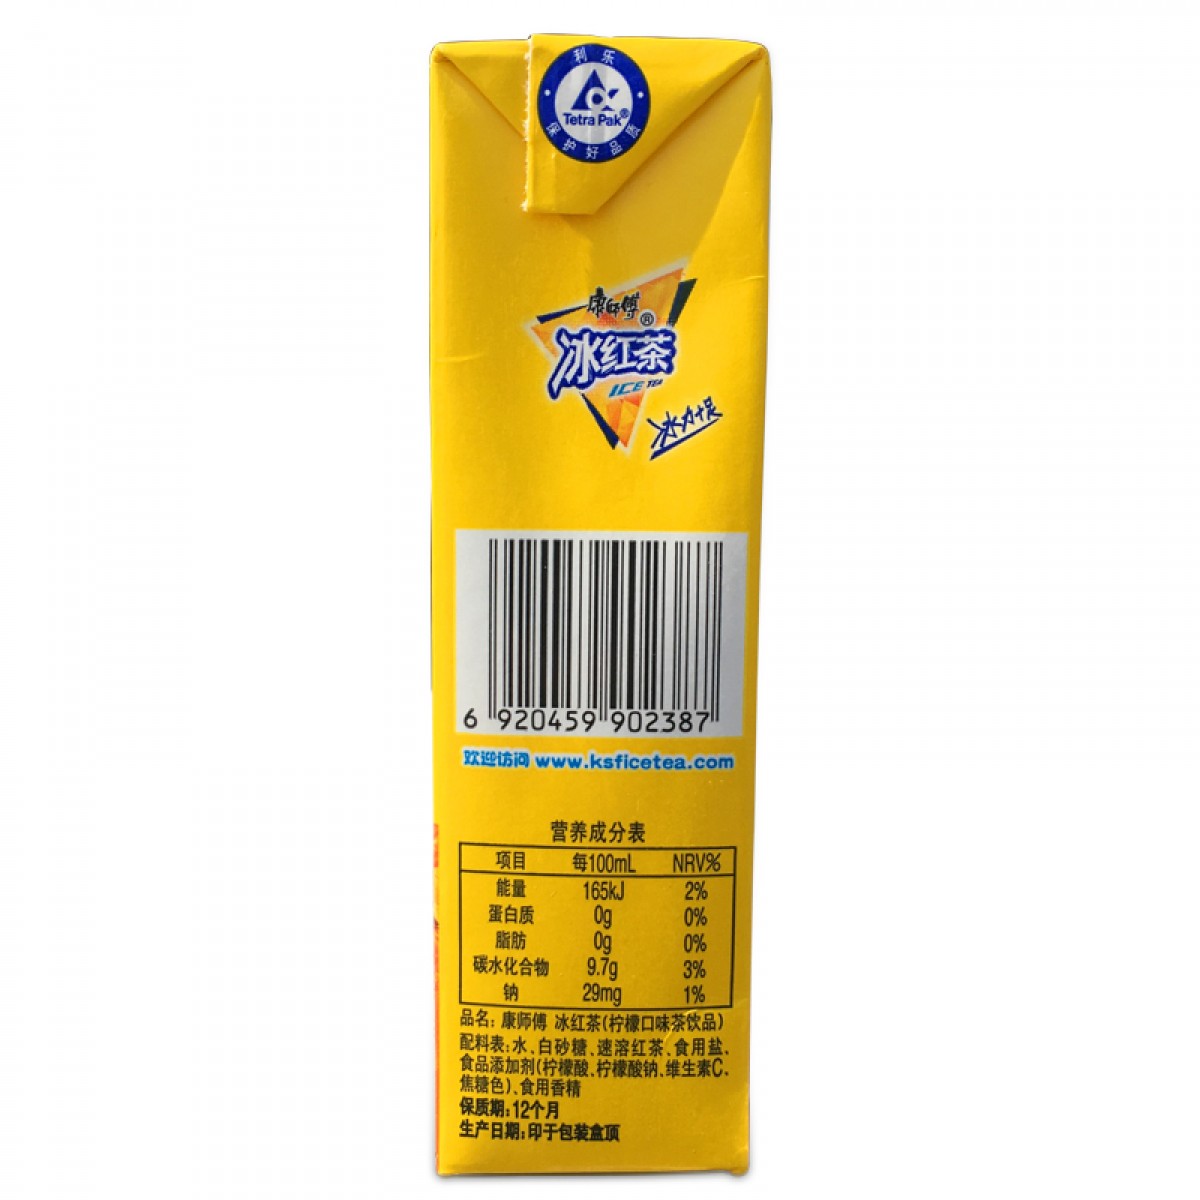 利乐
Tetra Pak®
保护好品质
康师傅®
冰红茶
ICE TEA
冰力十足
6 920459 902387
欢迎访问 www.ksficetea.com
营养成分表
项目 每100mL NRV%
能量 165kJ 2%
蛋白质 0g 0%
脂肪 0g 0%
碳水化合物 9.7g 3%
钠 29mg 1%
品名：康师傅 冰红茶(柠檬口味茶饮品)
配料表：水、白砂糖、速溶红茶、食用盐、
食品添加剂(柠檬酸、柠檬酸钠、维生素C、
焦糖色)、食用香精
保质期：12个月
生产日期：印于包装盒顶